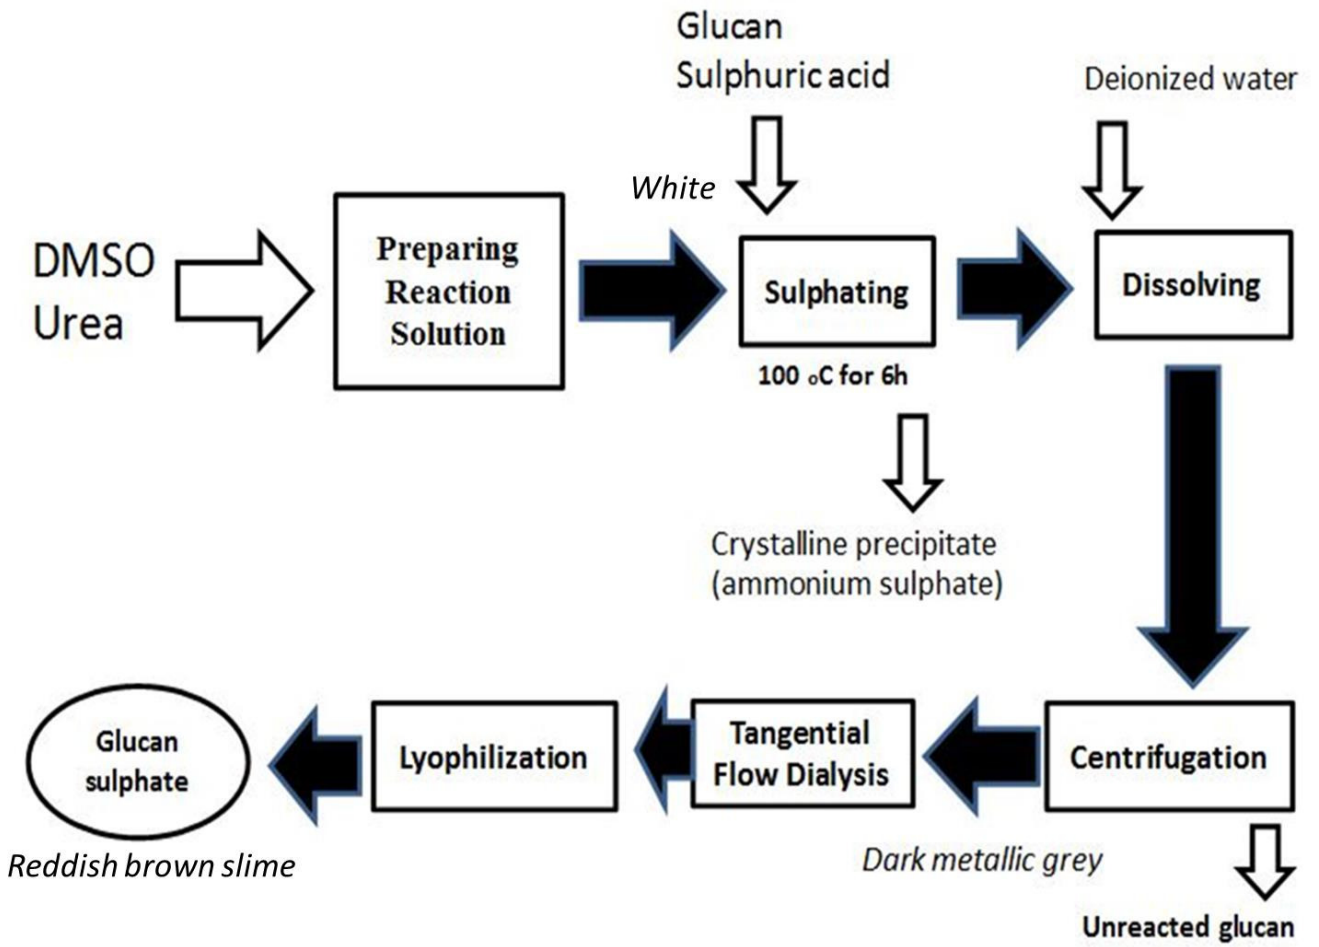 Glucan
Sulphuric acid
Deionized water
White
DMSO
Urea
Preparing
Reaction
Solution
Sulphating
Dissolving
100 oC for 6h
Crystalline precipitate
(ammonium sulphate)
Glucan
sulphate
Lyophilization
Tangential
Flow Dialysis
Centrifugation
Reddish brown slime
Dark metallic grey
Unreacted glucan